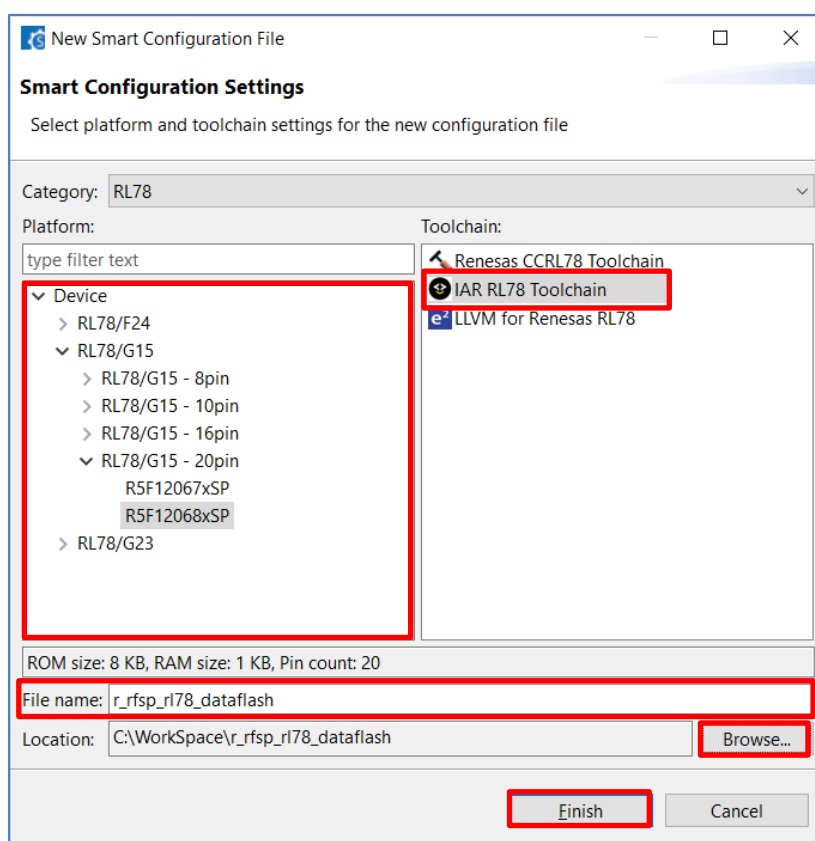 New Smart Configuration File
Smart Configuration Settings
Select platform and toolchain settings for the new configuration file
Category: RL78
Platform:
Toolchain:
type filter text
Device
RL78/F24
RL78/G15
RL78/G15 - 8pin
RL78/G15 - 10pin
RL78/G15 - 16pin
RL78/G15 - 20pin
R5F12067xSP
R5F12068xSP
RL78/G23
Renesas CCRL78 Toolchain
IAR RL78 Toolchain
e² LLVM for Renesas RL78
ROM size: 8 KB, RAM size: 1 KB, Pin count: 20
File name: r_rfsp_rl78_dataflash
Location: C:\WorkSpace\r_rfsp_rl78_dataflash
Browse...
Finish
Cancel